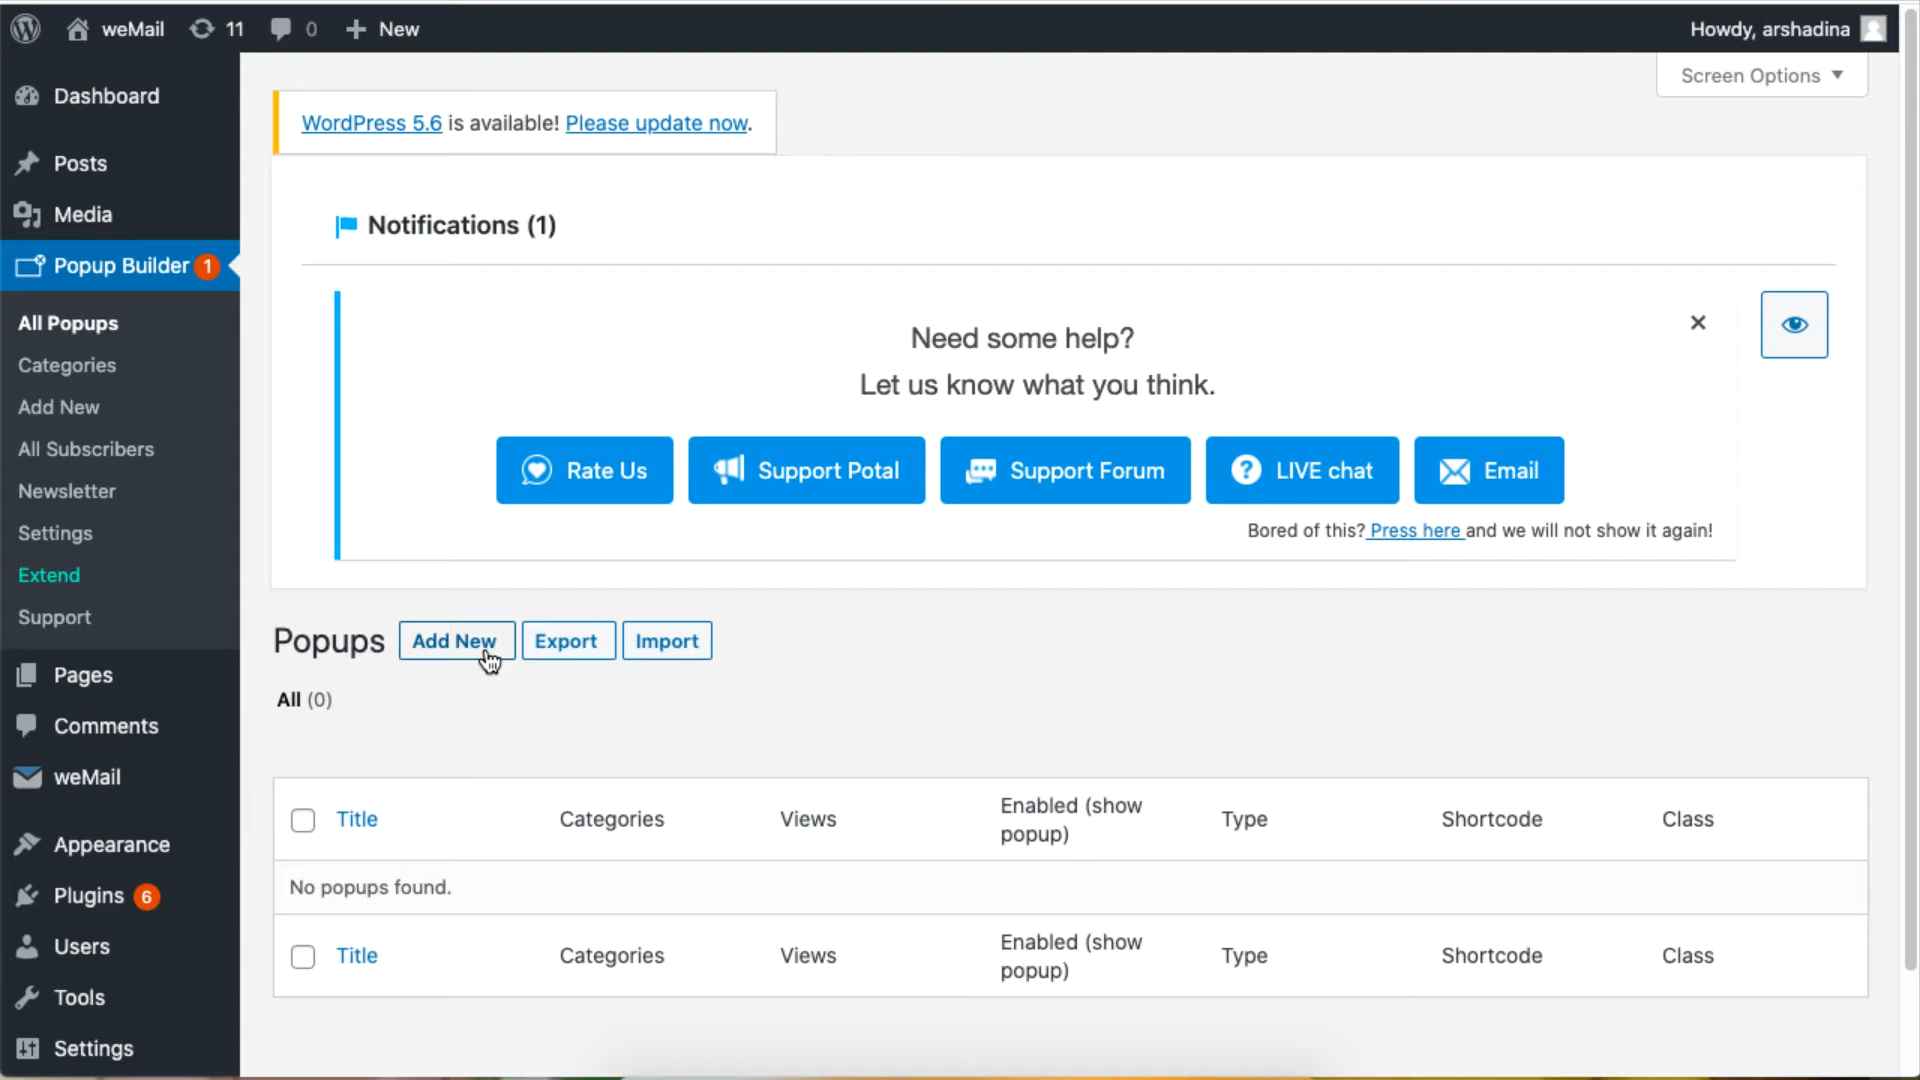 weMail 11 0 New Howdy, arshadina
Screen Options
Dashboard
Posts
Media
Popup Builder 1
All Popups
Categories
Add New
All Subscribers
Newsletter
Settings
Extend
Support
Pages
Comments
weMail
Appearance
Plugins 6
Users
Tools
Settings
WordPress 5.6 is available! Please update now.
Notifications (1)
Need some help?
Let us know what you think.
Rate Us Support Potal Support Forum LIVE chat Email
Bored of this? Press here and we will not show it again!
Popups Add New Export Import
All (0)
Title Categories Views Enabled (show popup) Type Shortcode Class
No popups found.
Title Categories Views Enabled (show popup) Type Shortcode Class